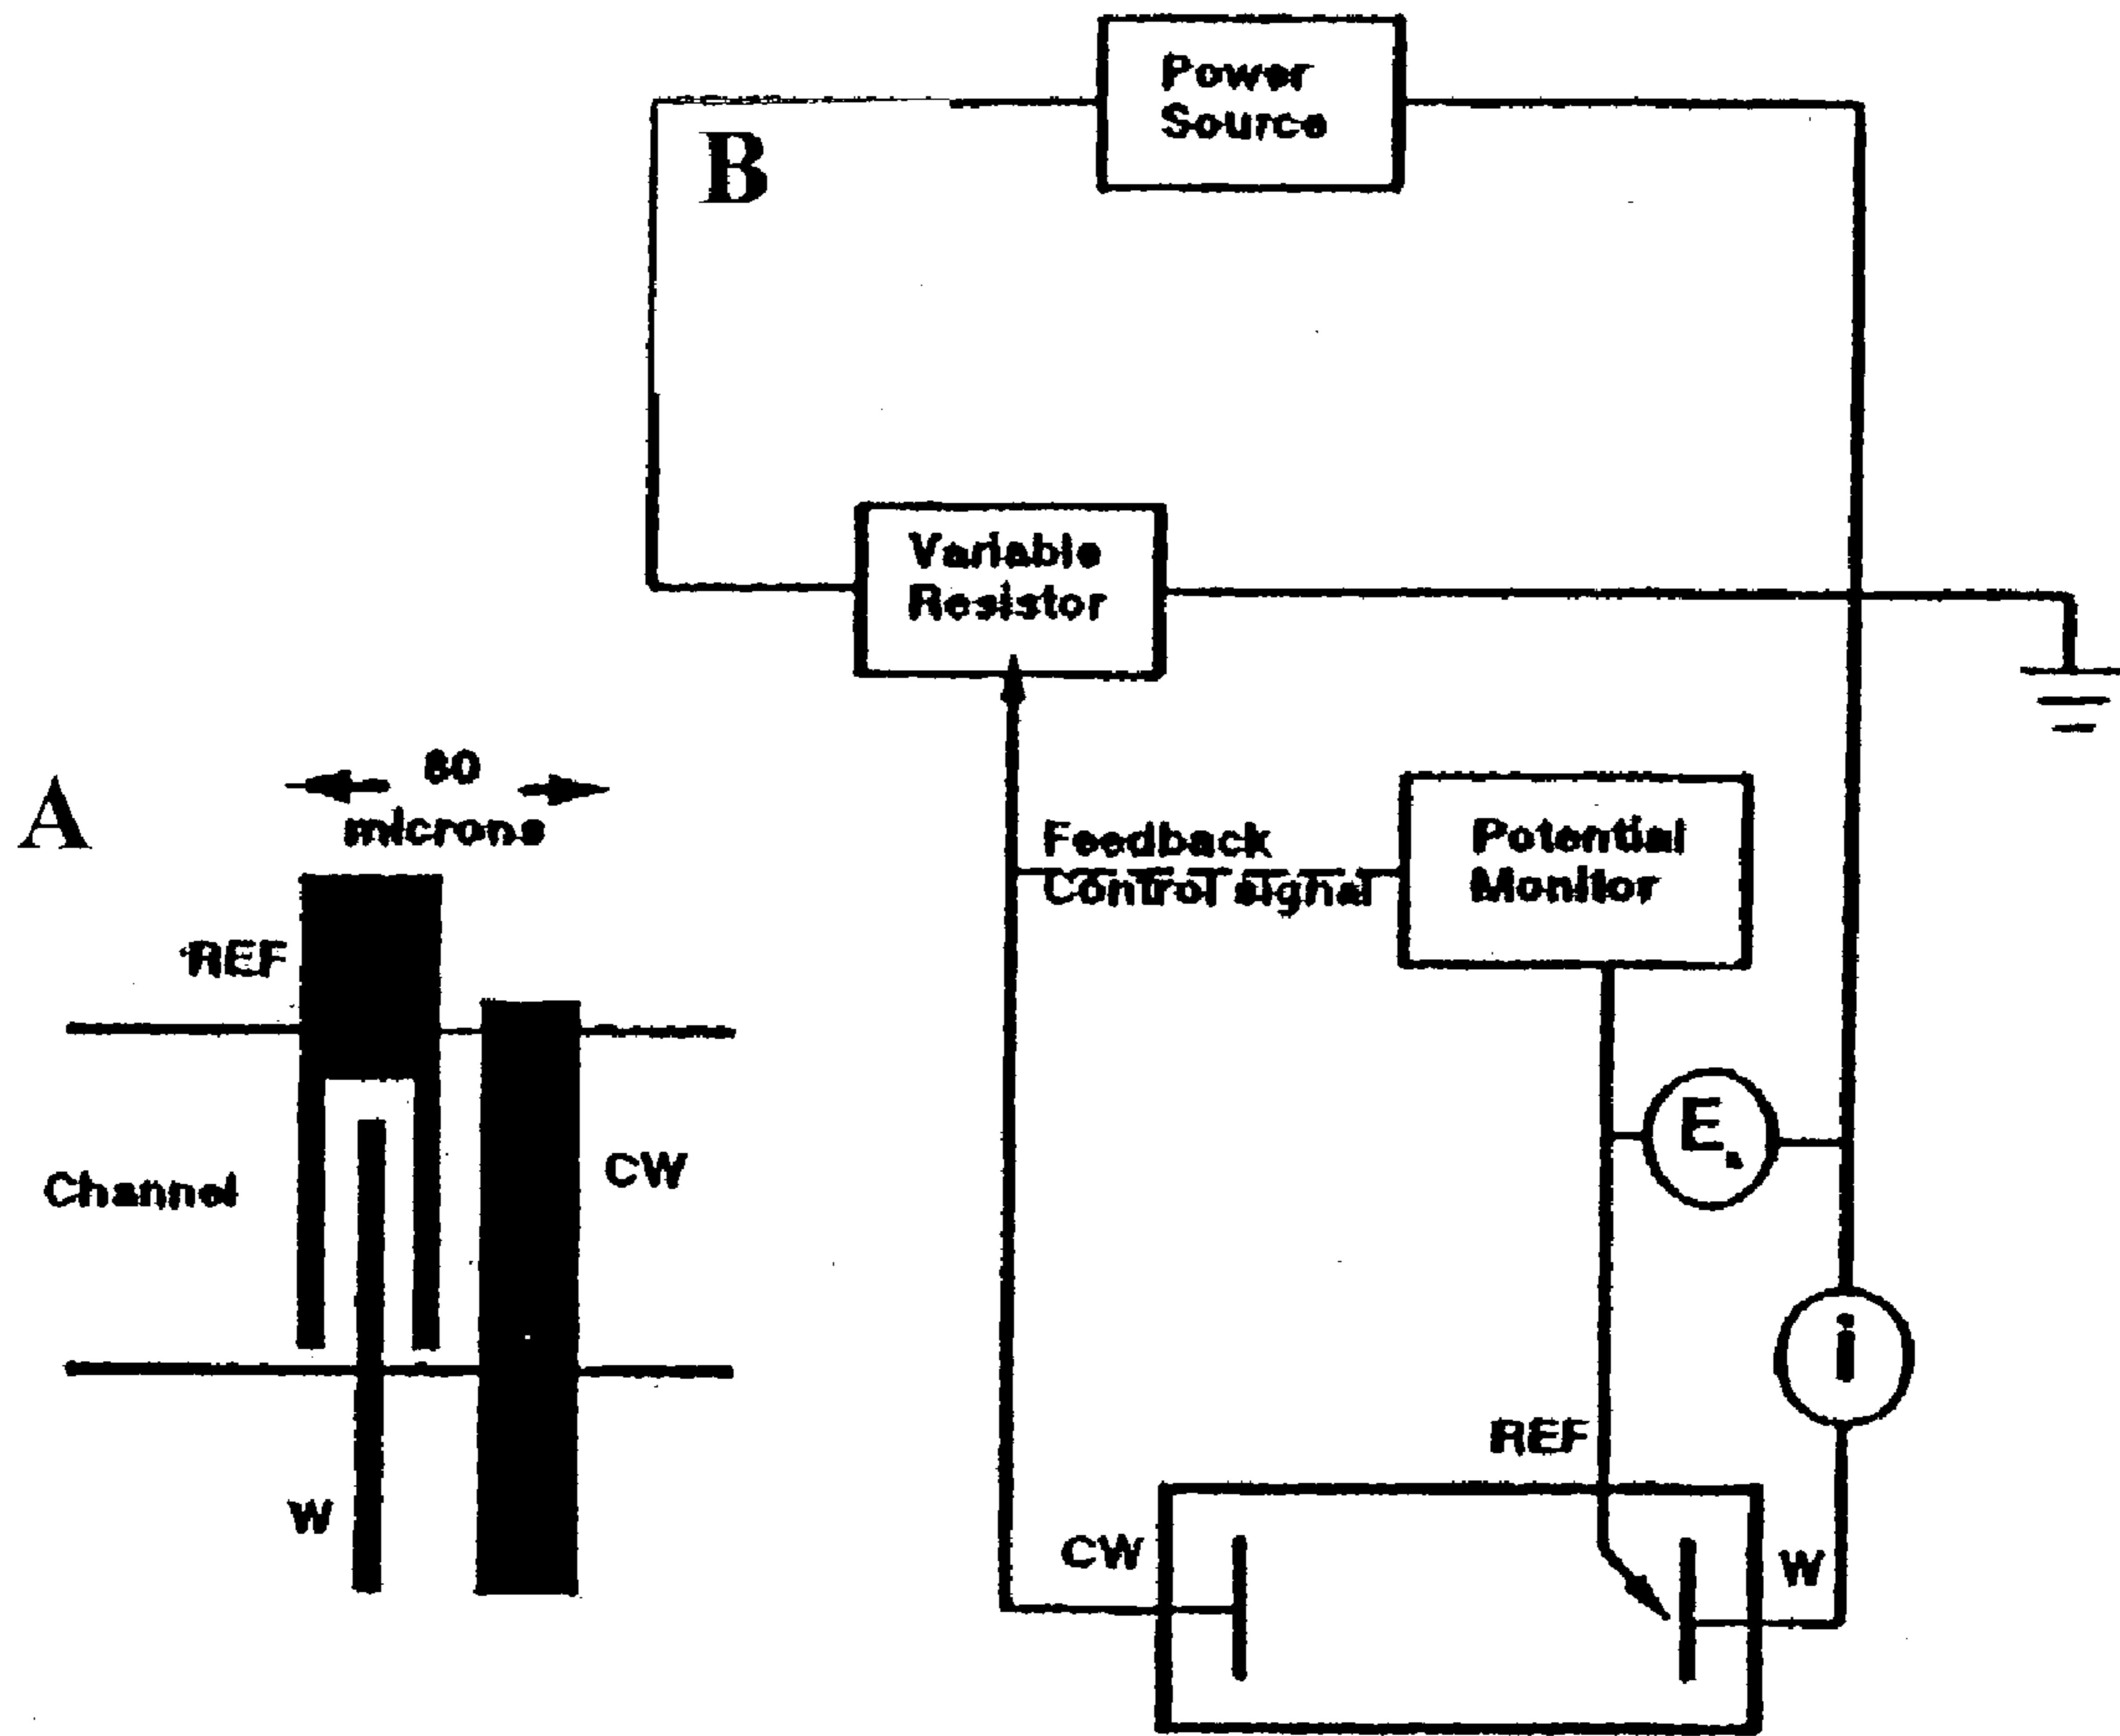 Power
Source
B
Variable
Resistor
A
80
microns
Feedback
Control signal
Potential
Monitor
REF
E
Channel
CW
i
REF
W
CW
W